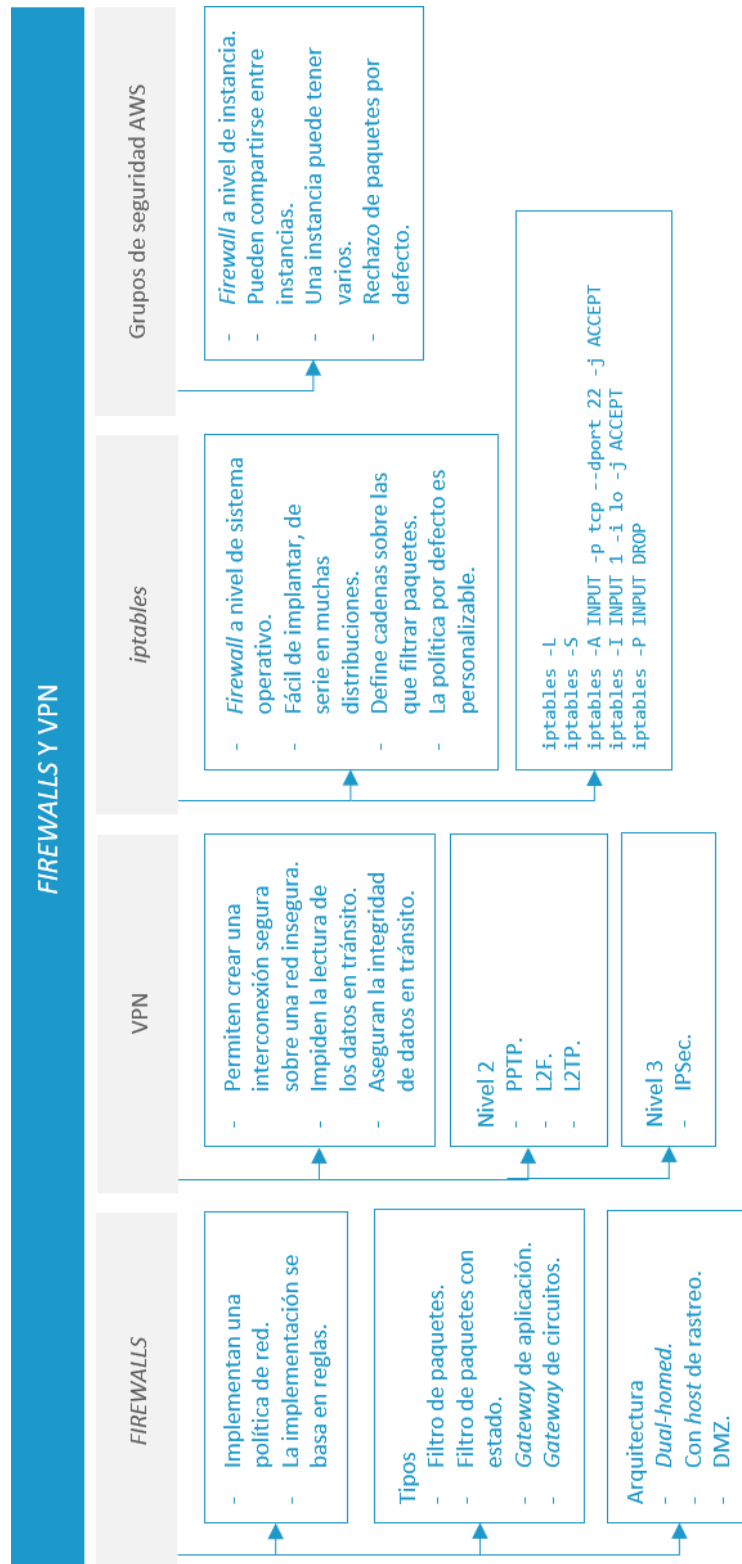 FIREWALLS Y VPN
FIREWALLS
- Implementan una
política de red.
- La implementación se
basa en reglas.
Tipos
- Filtro de paquetes.
- Filtro de paquetes con
estado.
- Gateway de aplicación.
- Gateway de circuitos.
Arquitectura
- Dual-homed.
- Con host de rastreo.
- DMZ.
VPN
- Permiten crear una
interconexión segura
sobre una red insegura.
- Impiden la lectura de
los datos en tránsito.
- Aseguran la integridad
de datos en tránsito.
Nivel 2
- PPTP.
- L2F.
- L2TP.
Nivel 3
- IPSec.
iptables
- Firewall a nivel de sistema
operativo.
- Fácil de implantar, de
serie en muchas
distribuciones.
- Define cadenas sobre las
que filtrar paquetes.
- La política por defecto es
personalizable.
iptables -L
iptables -S
iptables -A INPUT -p tcp --dport 22 -j ACCEPT
iptables -I INPUT 1 -i lo -j ACCEPT
iptables -P INPUT DROP
Grupos de seguridad AWS
- Firewall a nivel de instancia.
- Pueden compartirse entre
instancias.
- Una instancia puede tener
varios.
- Rechazo de paquetes por
defecto.